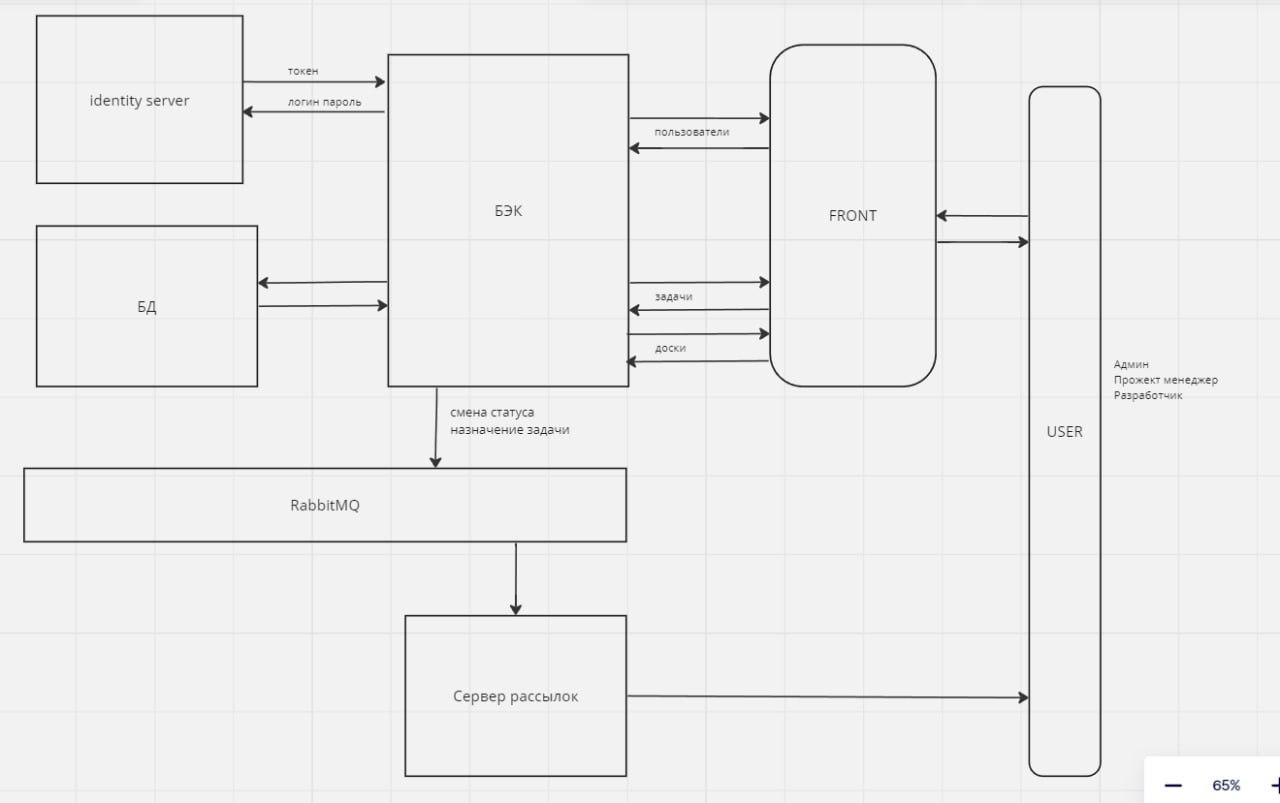 identity server
токен
логин пароль
БЭК
пользователи
FRONT
БД
задачи
доски
Админ
Прожект менеджер
Разработчик
USER
смена статуса
назначение задачи
RabbitMQ
Сервер рассылок
65%